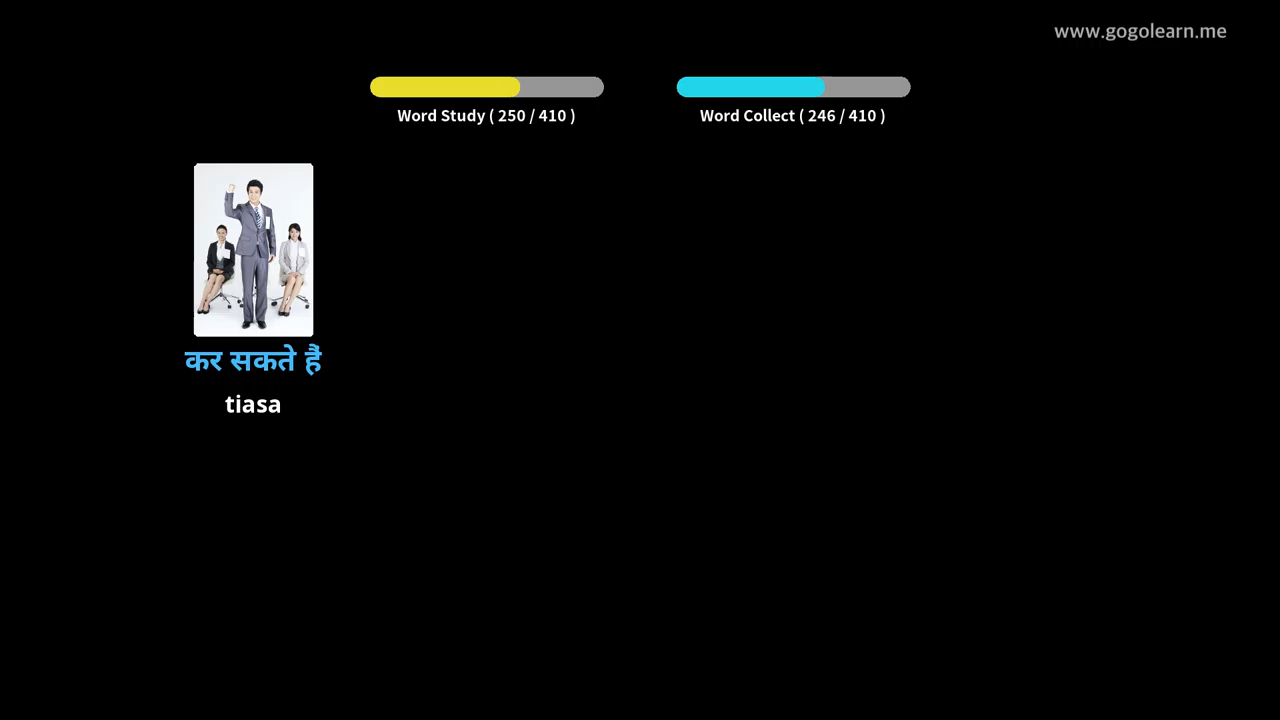 www.gogolearn.me
Word Study ( 250 / 410 )
Word Collect ( 246 / 410 )
कर सकते हैं
tiasa